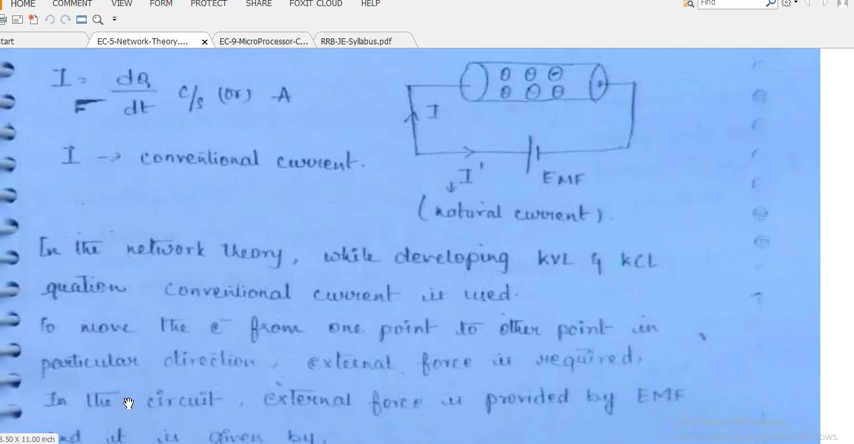 HOME COMMENT VIEW FORM PROTECT SHARE FOXIT CLOUD HELP
Find
tart
EC-5-Network-Theory.... × EC-9-MicroProcessor-C... RRB-JE-Syllabus.pdf
I = dQ/dt C/s (or) A
I → conventional current.
I
I'
EMF
(natural current).
In the network theory, while developing KVL & KCL
quation conventional current is used.
To move the e⁻ from one point to other point in
particular direction, external force is required.
In the circuit, external force is provided by EMF
and it is given by.
8.50 X 11.00 inch